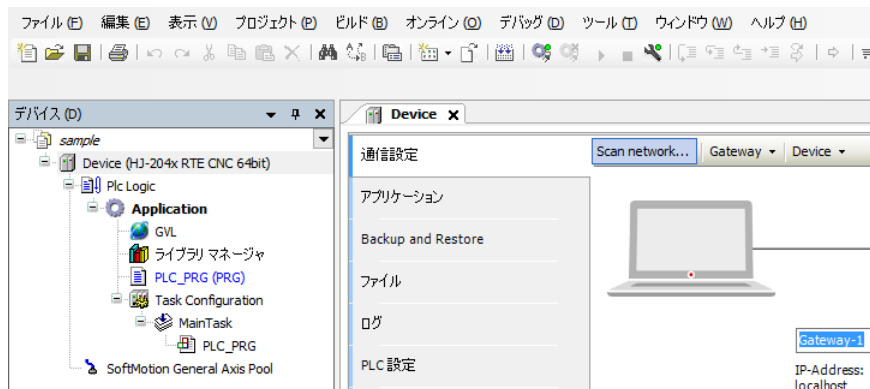 ファイル (F) 編集 (E) 表示 (V) プロジェクト (P) ビルド (B) オンライン (O) デバッグ (D) ツール (T) ウィンドウ (W) ヘルプ (H)
デバイス (D)
sample
Device (HJ-204x RTE CNC 64bit)
Plc Logic
Application
GVL
ライブラリ マネージャ
PLC_PRG (PRG)
Task Configuration
MainTask
PLC_PRG
SoftMotion General Axis Pool
Device
通信設定
アプリケーション
Backup and Restore
ファイル
ログ
PLC 設定
Scan network... Gateway Device
Gateway-1
IP-Address:
localhost